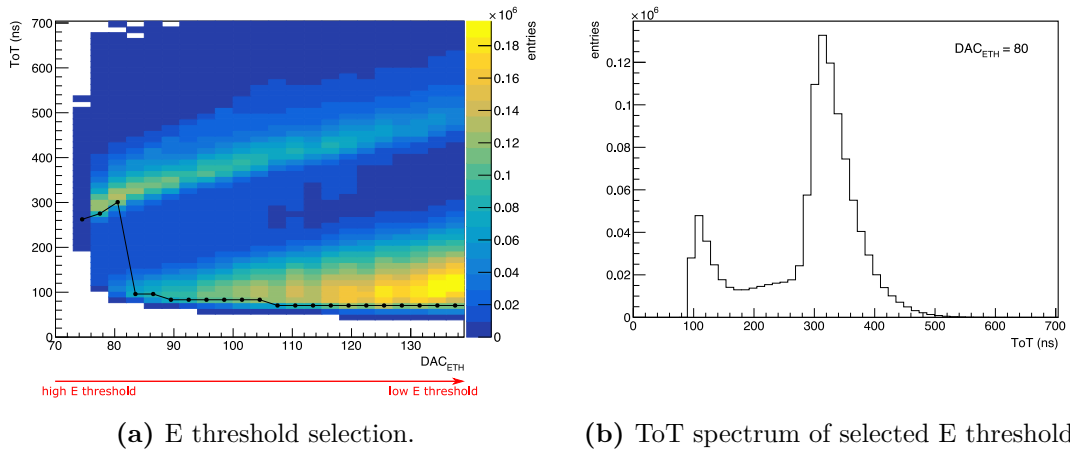 ×10⁶
ToT (ns)
700
600
500
400
300
200
100
0
70 80 90 100 110 120 130
DAC_ETH
entries
0.18
0.16
0.14
0.12
0.1
0.08
0.06
0.04
0.02
0
high E threshold low E threshold
(a) E threshold selection.
×10⁶
entries
DAC_ETH = 80
0.12
0.1
0.08
0.06
0.04
0.02
0
0 100 200 300 400 500 600 700
ToT (ns)
(b) ToT spectrum of selected E threshold